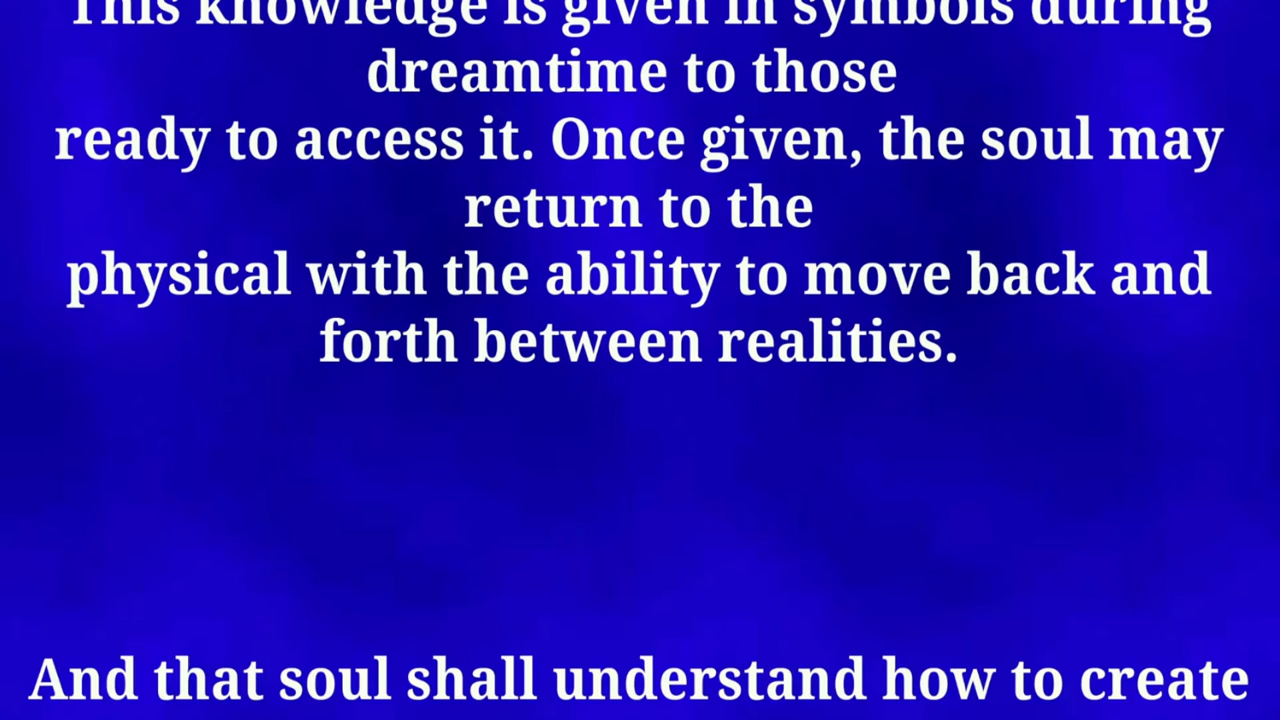 This knowledge is given in symbols during
dreamtime to those
ready to access it. Once given, the soul may
return to the
physical with the ability to move back and
forth between realities.
And that soul shall understand how to create